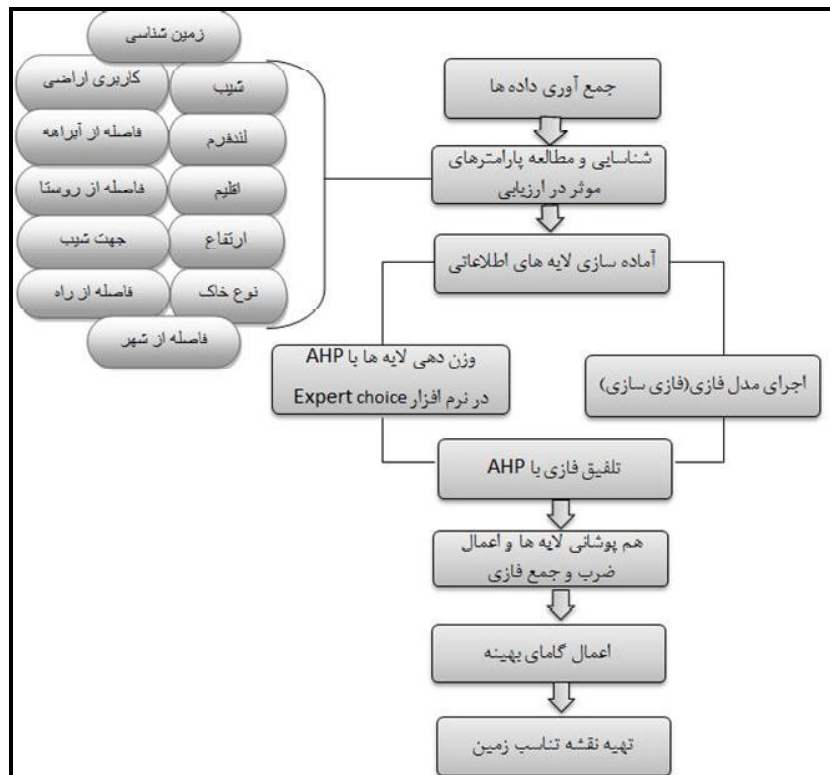 زمین شناسی
کاربری اراضی
شیب
فاصله از آبراهه
لندفرم
فاصله از روستا
اقلیم
جهت شیب
ارتفاع
فاصله از راه
نوع خاک
فاصله از شهر
جمع آوری داده ها
شناسایی و مطالعه پارامترهای
موثر در ارزیابی
آماده سازی لایه های اطلاعاتی
وزن دهی لایه ها با AHP
در نرم افزار Expert choice
اجرای مدل فازی(فازی سازی)
تلفیق فازی با AHP
هم پوشانی لایه ها و اعمال
ضرب و جمع فازی
اعمال گامای بهینه
تهیه نقشه تناسب زمین